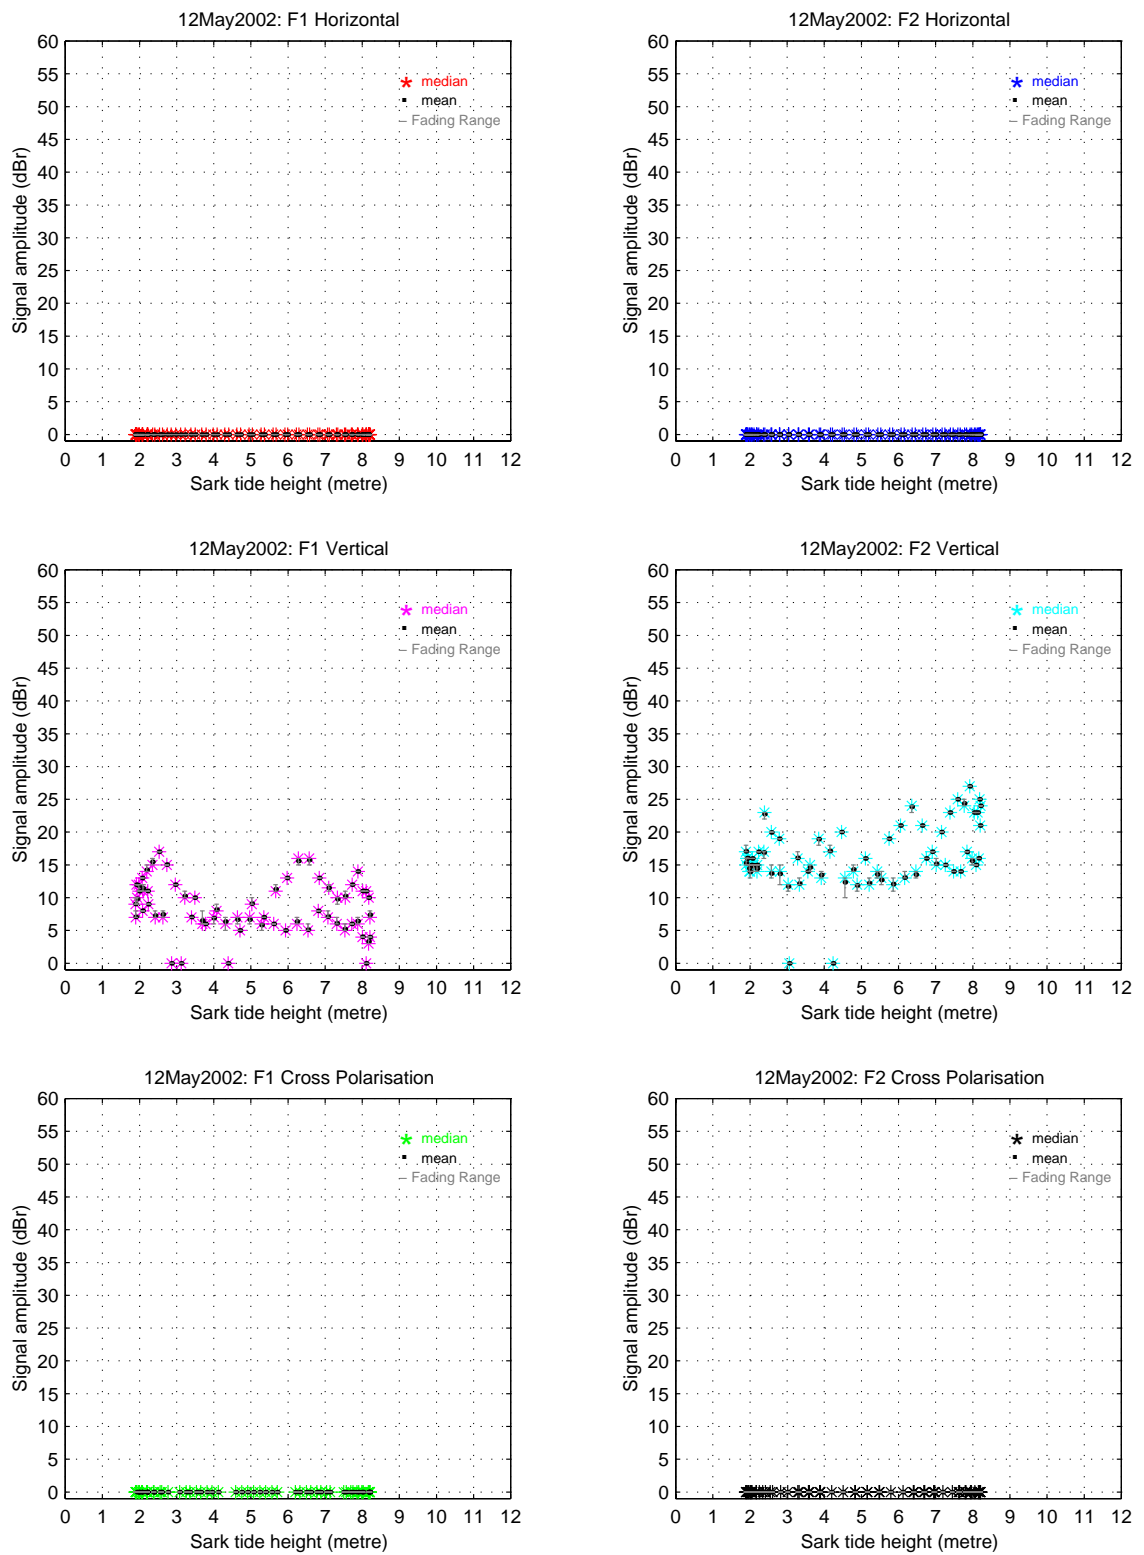 12May2002: F1 Horizontal
60
55
50
45
40
35
30
25
20
15
10
5
0
Signal amplitude (dBr)
median
mean
Fading Range
0 1 2 3 4 5 6 7 8 9 10 11 12
Sark tide height (metre)
12May2002: F2 Horizontal
60
55
50
45
40
35
30
25
20
15
10
5
0
Signal amplitude (dBr)
median
mean
Fading Range
0 1 2 3 4 5 6 7 8 9 10 11 12
Sark tide height (metre)
12May2002: F1 Vertical
60
55
50
45
40
35
30
25
20
15
10
5
0
Signal amplitude (dBr)
median
mean
Fading Range
0 1 2 3 4 5 6 7 8 9 10 11 12
Sark tide height (metre)
12May2002: F2 Vertical
60
55
50
45
40
35
30
25
20
15
10
5
0
Signal amplitude (dBr)
median
mean
Fading Range
0 1 2 3 4 5 6 7 8 9 10 11 12
Sark tide height (metre)
12May2002: F1 Cross Polarisation
60
55
50
45
40
35
30
25
20
15
10
5
0
Signal amplitude (dBr)
median
mean
Fading Range
0 1 2 3 4 5 6 7 8 9 10 11 12
Sark tide height (metre)
12May2002: F2 Cross Polarisation
60
55
50
45
40
35
30
25
20
15
10
5
0
Signal amplitude (dBr)
median
mean
Fading Range
0 1 2 3 4 5 6 7 8 9 10 11 12
Sark tide height (metre)